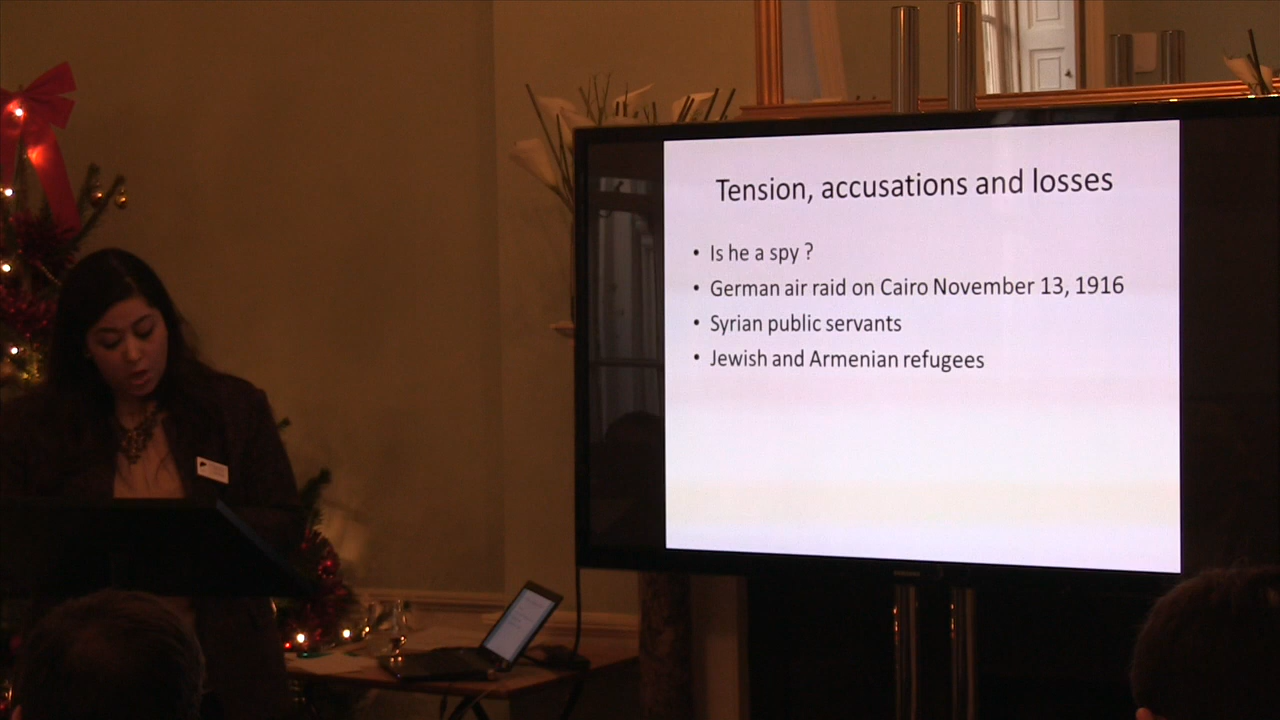 Tension, accusations and losses
• Is he a spy ?
• German air raid on Cairo November 13, 1916
• Syrian public servants
• Jewish and Armenian refugees